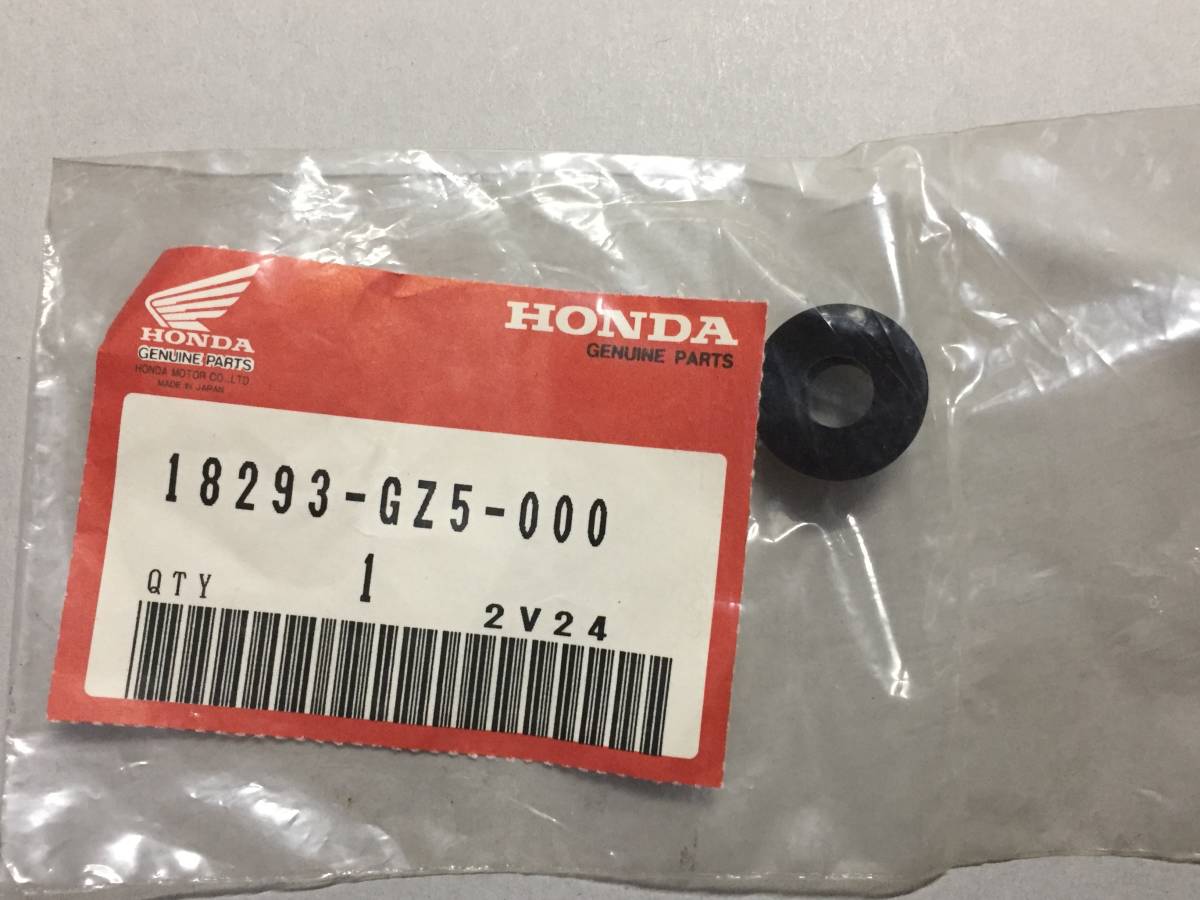 HONDA
GENUINE PARTS
HONDA MOTOR CO.,LTD
MADE IN JAPAN
HONDA
GENUINE PARTS
18293-GZ5-000
QTY 1
2V24